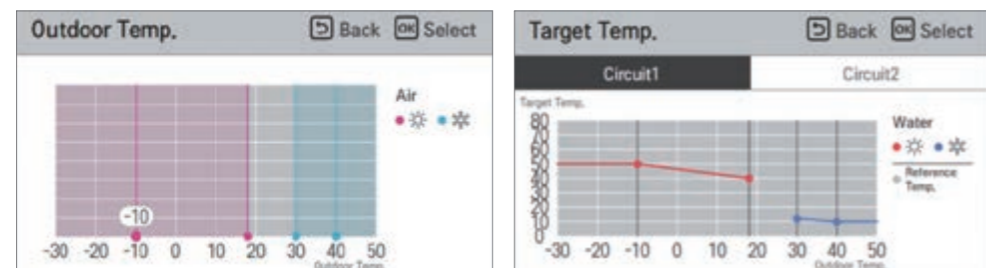 Outdoor Temp. Back OK Select
Air
-10
-30 -20 -10 0 10 20 30 40 50
Outdoor Temp.
Target Temp. Back OK Select
Circuit1 Circuit2
Target Temp.
80
70
60
50
40
30
20
10
0
Water
Reference
Temp.
-30 -20 -10 0 10 20 30 40 50
Outdoor Temp.